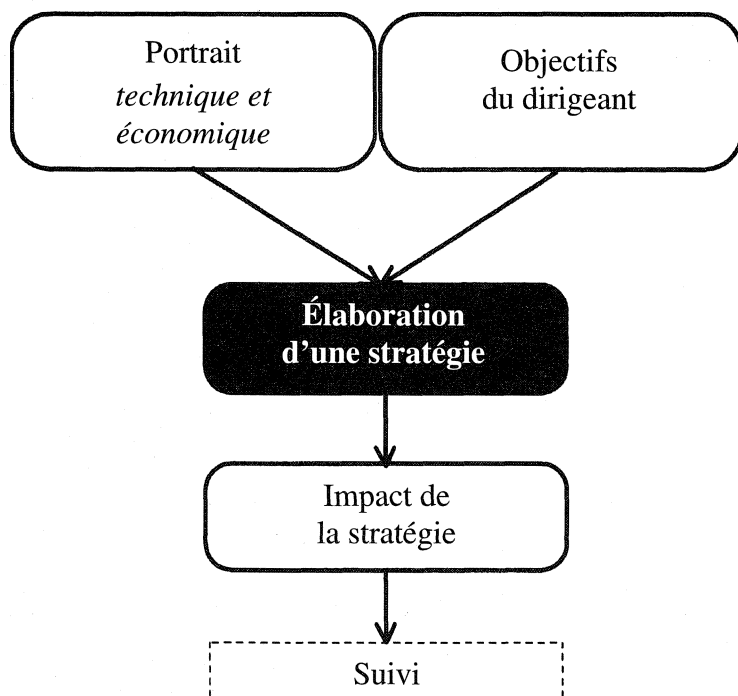 Portrait
technique et
économique
Objectifs
du dirigeant
Élaboration
d'une stratégie
Impact de
la stratégie
Suivi